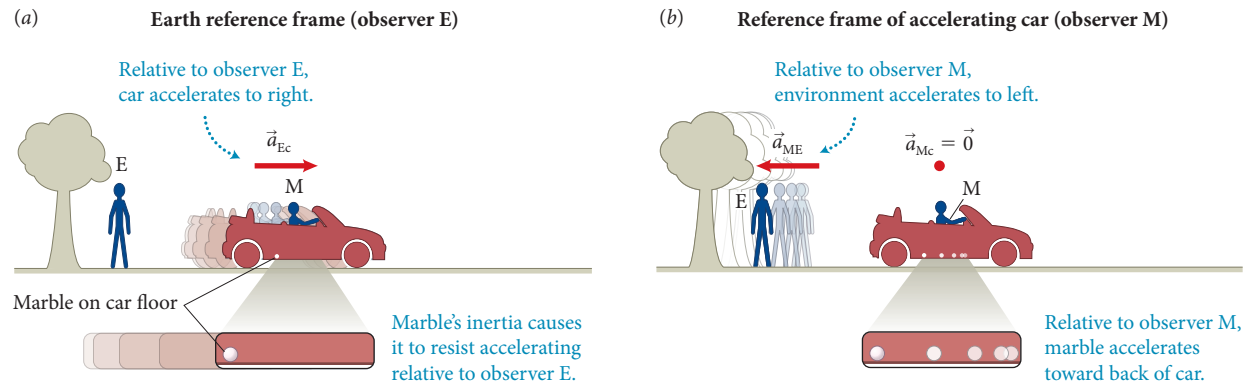 (a) Earth reference frame (observer E)
Relative to observer E,
car accelerates to right.
E
a⃗Ec
M
Marble on car floor
Marble's inertia causes
it to resist accelerating
relative to observer E.
(b) Reference frame of accelerating car (observer M)
Relative to observer M,
environment accelerates to left.
a⃗ME
a⃗Mc = 0⃗
E
M
Relative to observer M,
marble accelerates
toward back of car.